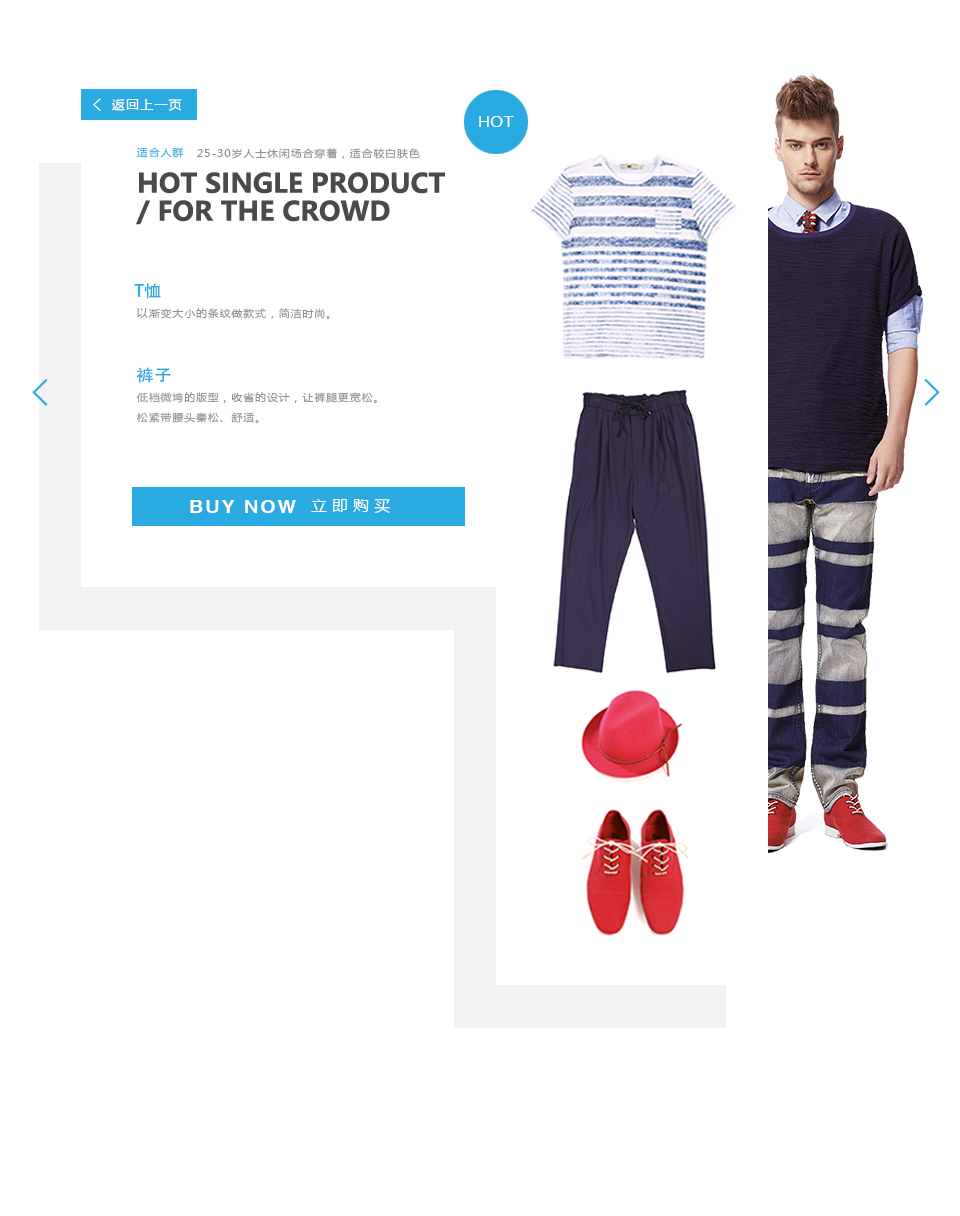 返回上一页
HOT
适合人群 25-30岁人士休闲场合穿着，适合较白肤色
HOT SINGLE PRODUCT
/ FOR THE CROWD
T恤
以渐变大小的条纹做款式，简洁时尚。
裤子
低裆微垮的版型，收省的设计，让裤腿更宽松。
松紧带腰头秦松、舒适。
BUY NOW 立即购买